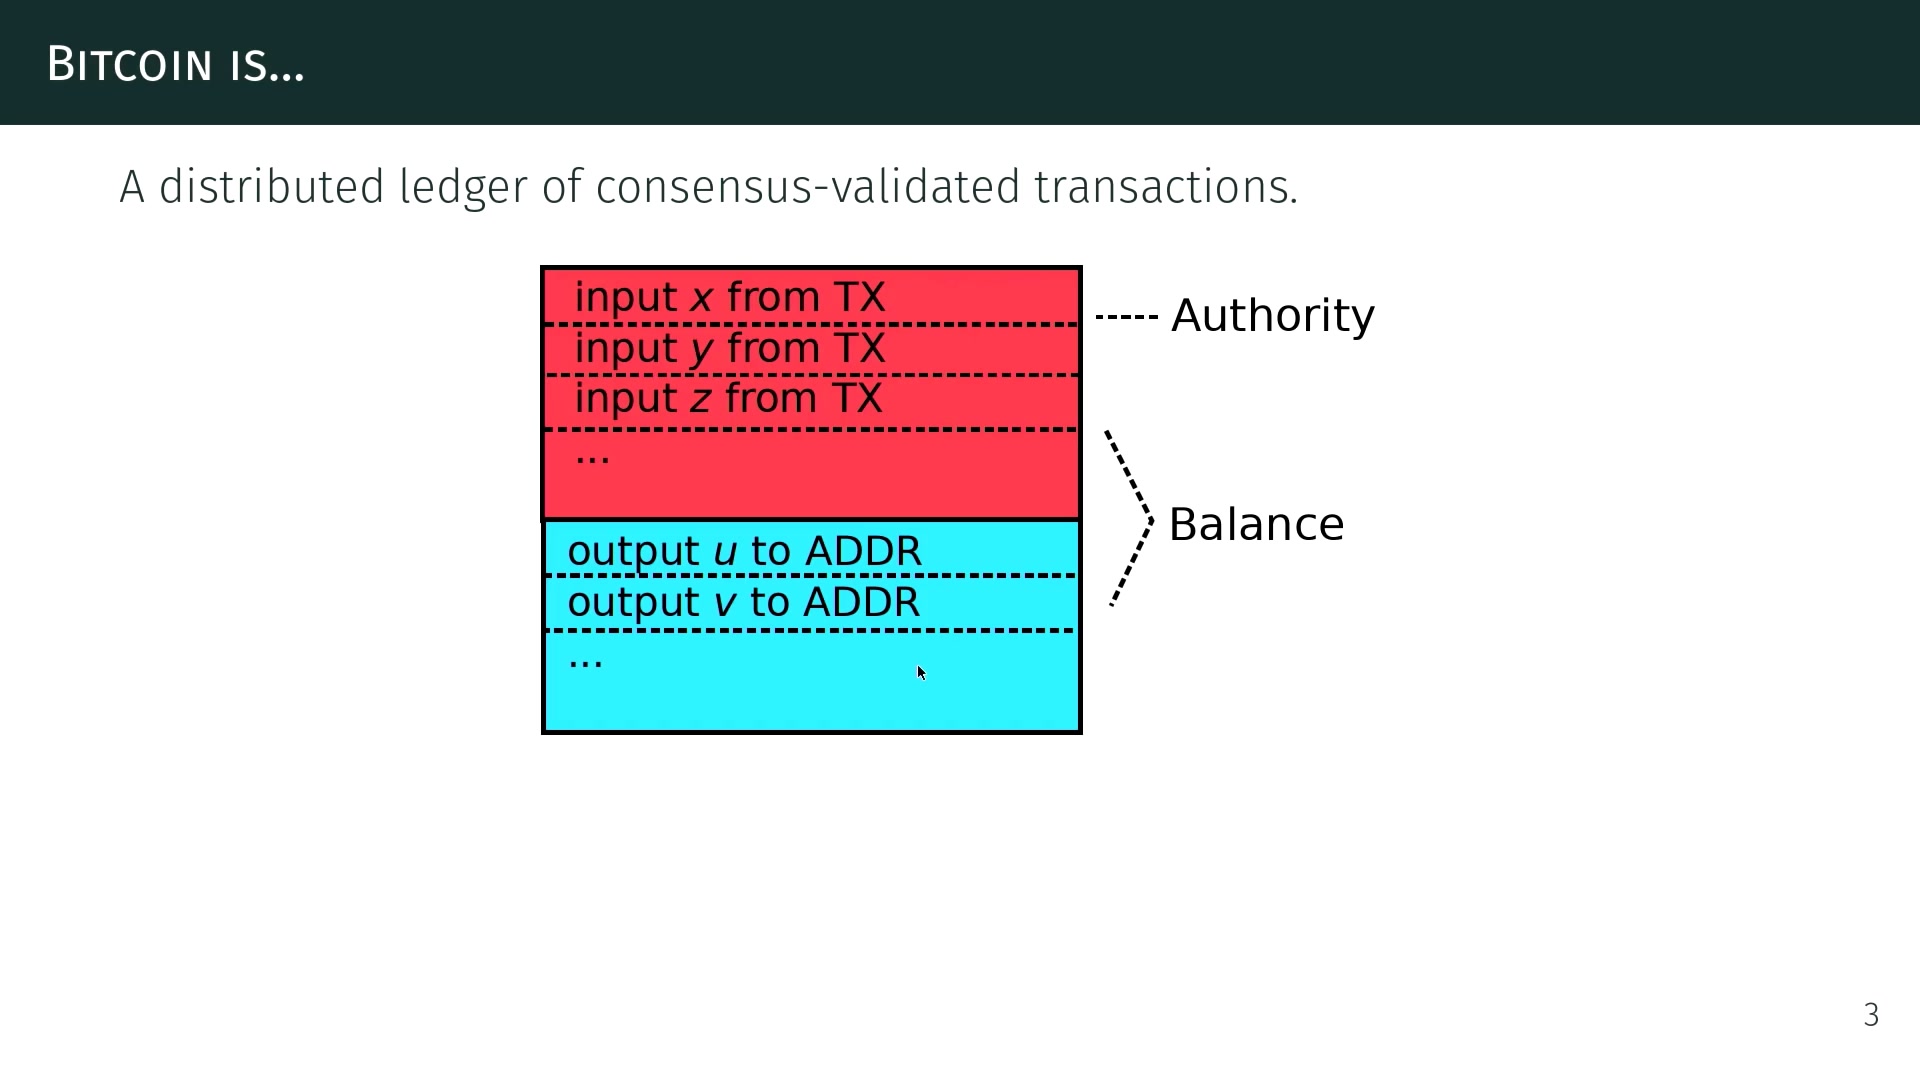 Bitcoin is...
A distributed ledger of consensus-validated transactions.
input x from TX
Authority
input y from TX
input z from TX
...
Balance
output u to ADDR
output v to ADDR
...
3